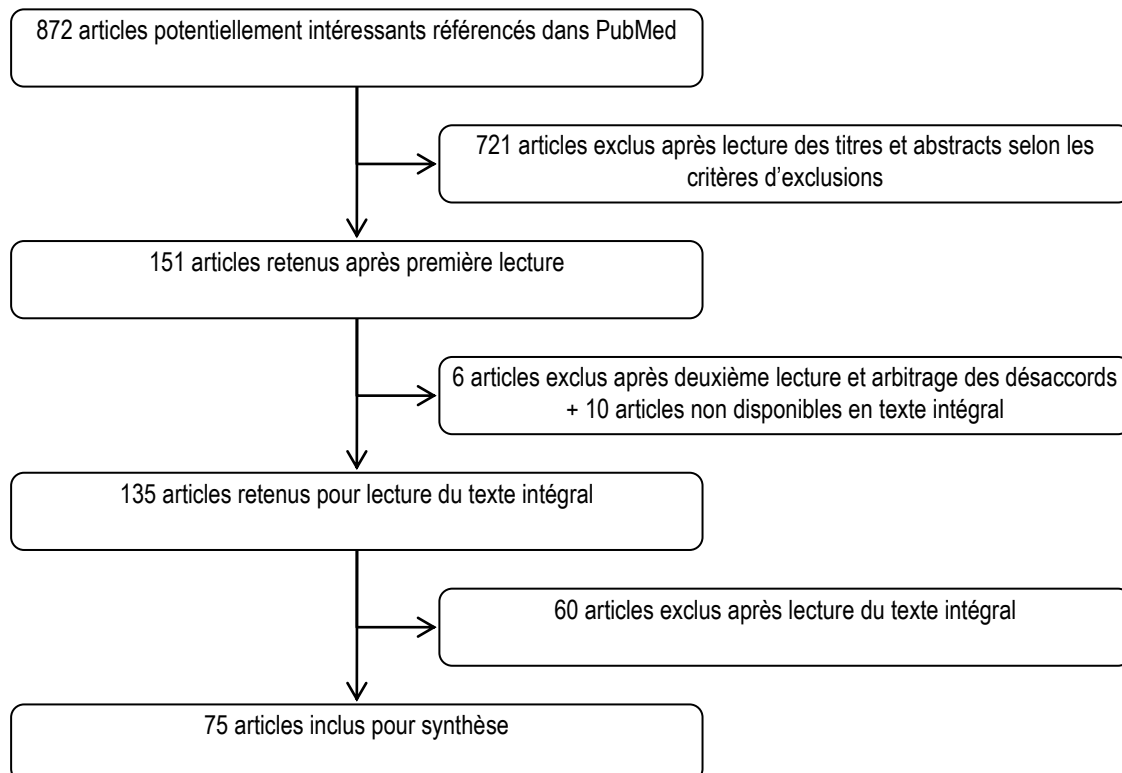 872 articles potentiellement intéressants référencés dans PubMed
721 articles exclus après lecture des titres et abstracts selon les
critères d’exclusions
151 articles retenus après première lecture
6 articles exclus après deuxième lecture et arbitrage des désaccords
+ 10 articles non disponibles en texte intégral
135 articles retenus pour lecture du texte intégral
60 articles exclus après lecture du texte intégral
75 articles inclus pour synthèse